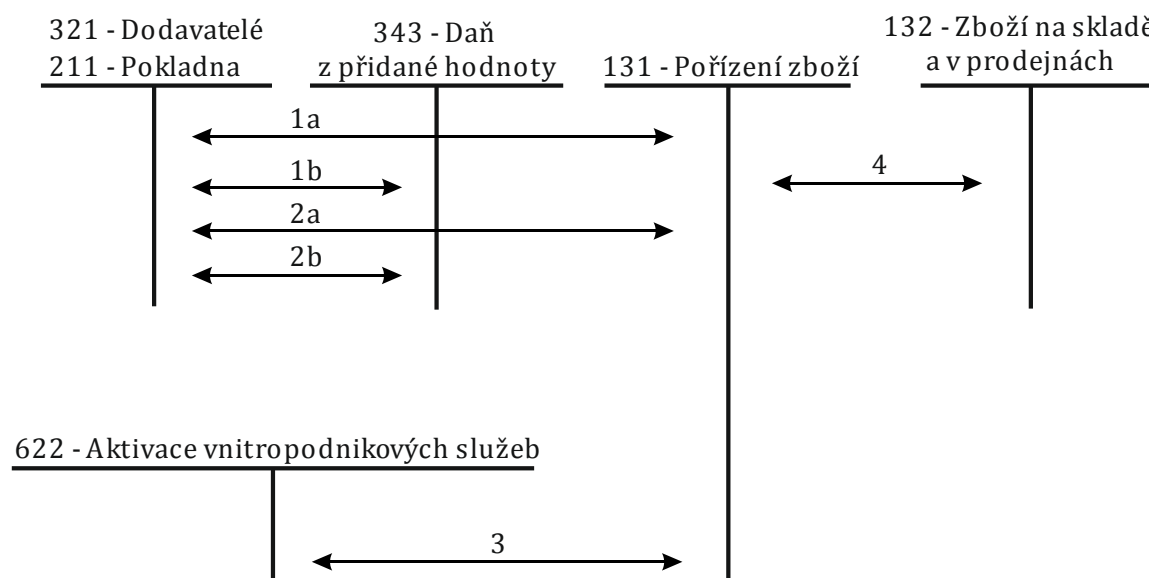 321 - Dodavatelé
211 - Pokladna
343 - Daň
z přidané hodnoty
131 - Pořízení zboží
132 - Zboží na skladě
a v prodejnách
1a
1b
2a
2b
4
622 - Aktivace vnitropodnikových služeb
3